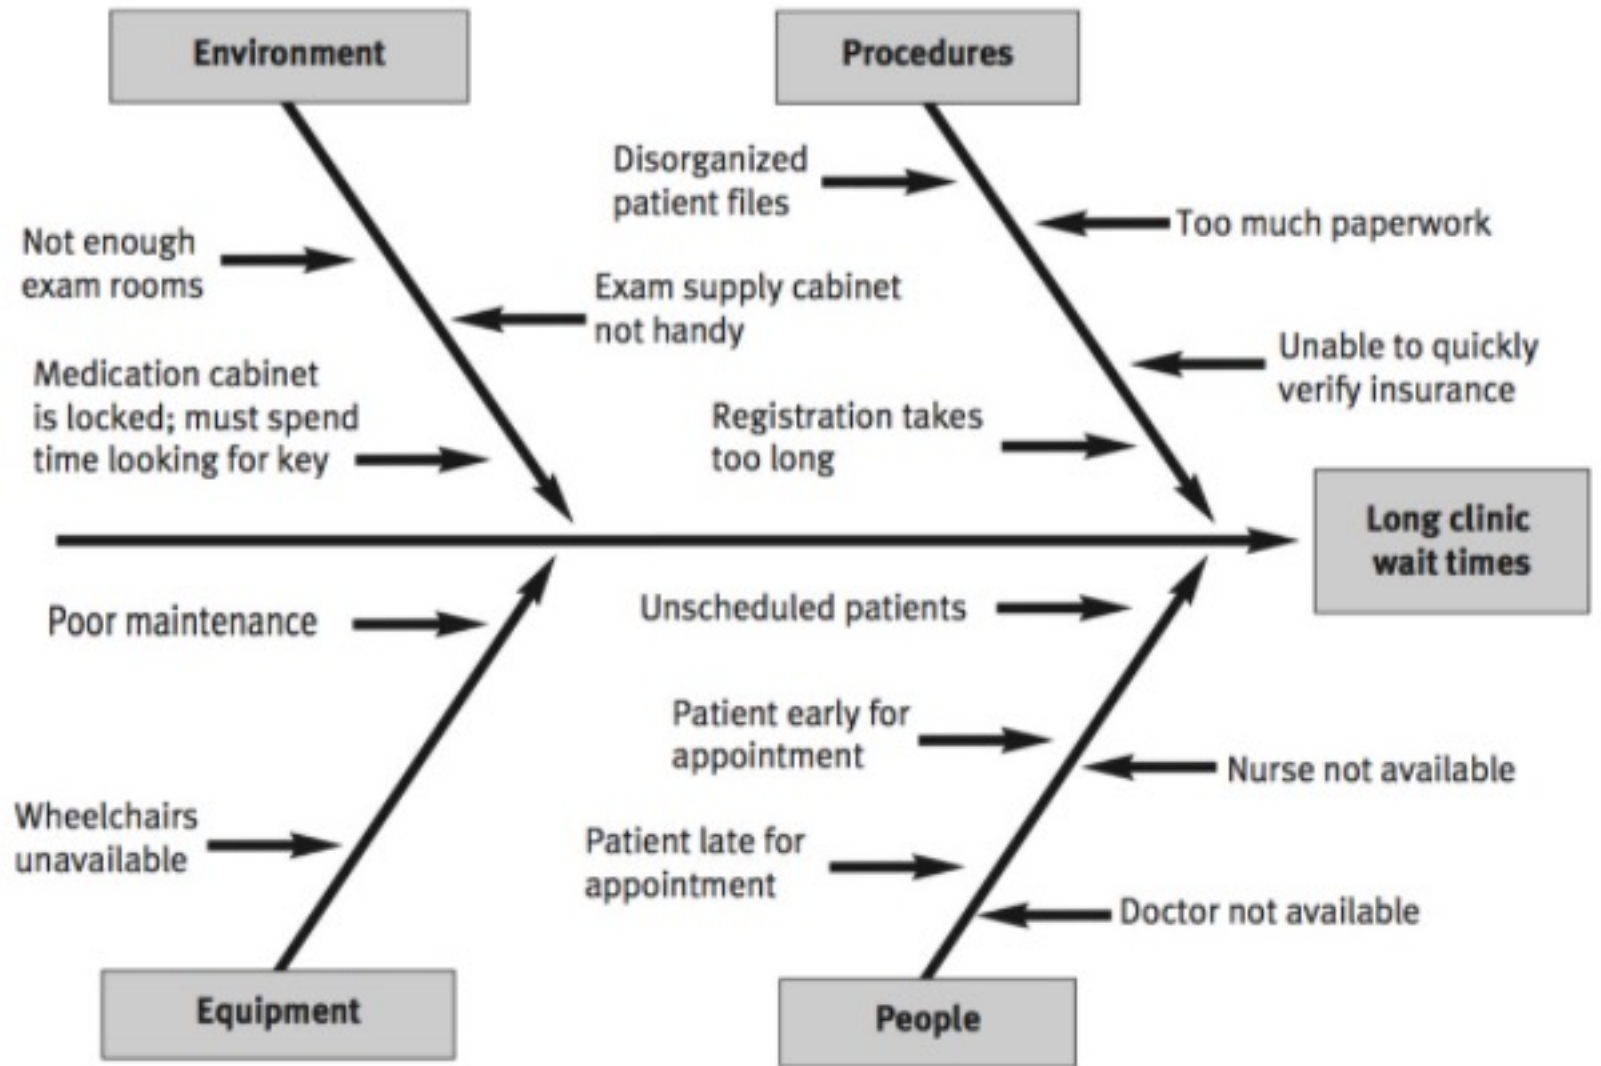 Environment
Procedures
Disorganized
patient files
Too much paperwork
Not enough
exam rooms
Exam supply cabinet
not handy
Unable to quickly
verify insurance
Medication cabinet
is locked; must spend
time looking for key
Registration takes
too long
Long clinic
wait times
Poor maintenance
Unscheduled patients
Patient early for
appointment
Nurse not available
Wheelchairs
unavailable
Patient late for
appointment
Doctor not available
Equipment
People